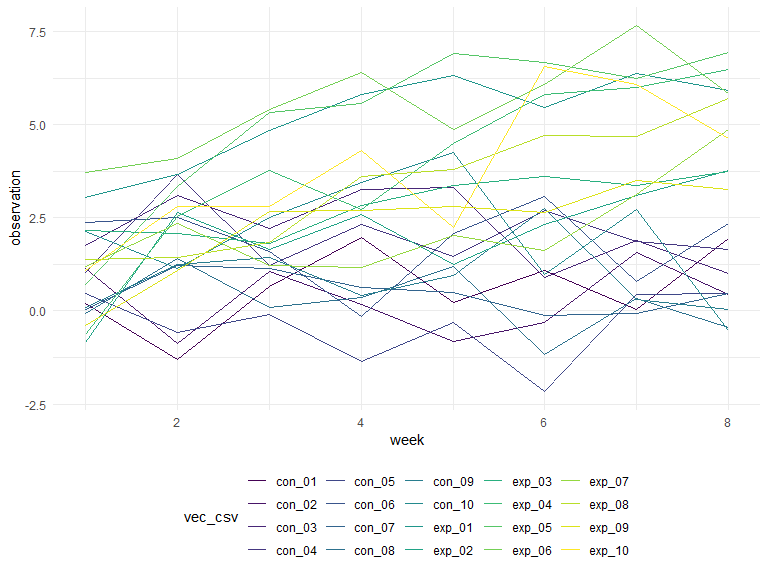 7.5
5.0
2.5
0.0
-2.5
observation
2 4 6 8
week
vec_csv
con_01 con_05 con_09 exp_03 exp_07
con_02 con_06 con_10 exp_04 exp_08
con_03 con_07 exp_01 exp_05 exp_09
con_04 con_08 exp_02 exp_06 exp_10